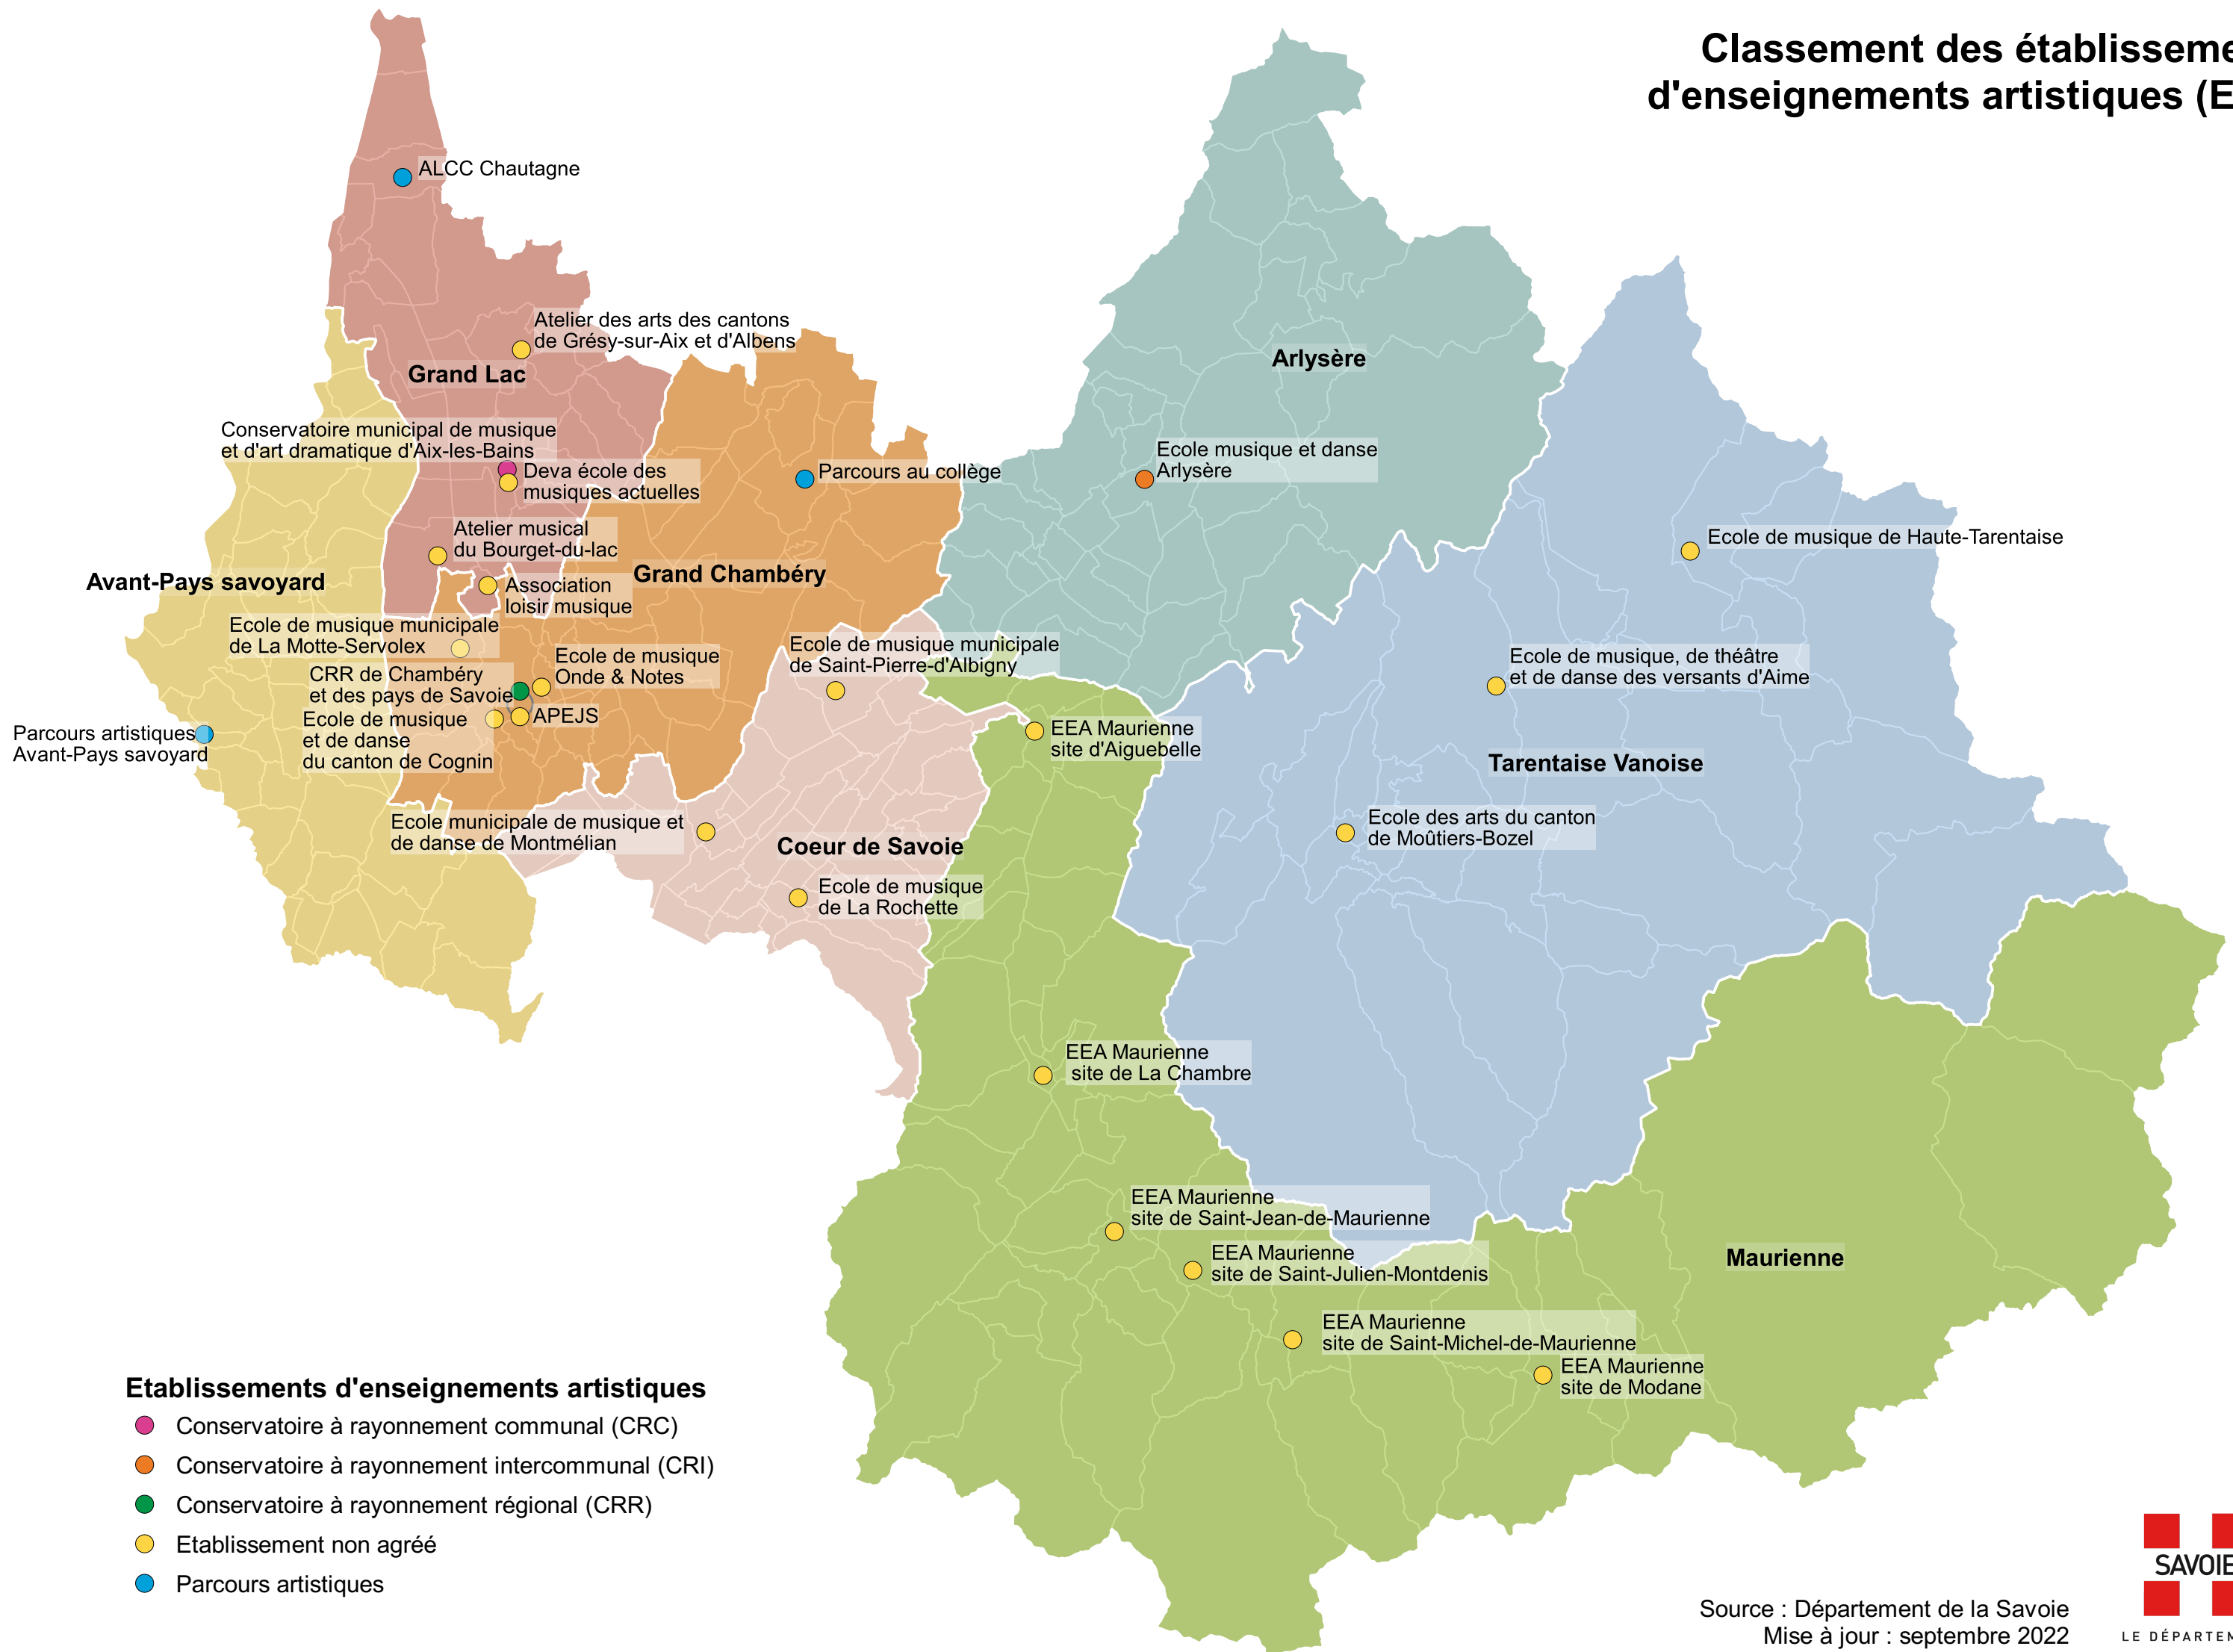 Classement des établisseme
d'enseignements artistiques (E
ALCC Chautagne
Atelier des arts des cantons
de Grésy-sur-Aix et d'Albens
Grand Lac
Arlysère
Conservatoire municipal de musique
et d'art dramatique d'Aix-les-Bains
Deva école des
musiques actuelles
Parcours au collège
Ecole musique et danse
Arlysère
Atelier musical
du Bourget-du-lac
Ecole de musique de Haute-Tarentaise
Avant-Pays savoyard
Grand Chambéry
Association
loisir musique
Ecole de musique municipale
de La Motte-Servolex
Ecole de musique
Onde & Notes
Ecole de musique municipale
de Saint-Pierre-d'Albigny
Ecole de musique, de théâtre
et de danse des versants d'Aime
CRR de Chambéry
et des pays de Savoie
APEJS
Ecole de musique
et de danse
du canton de Cognin
Parcours artistiques
Avant-Pays savoyard
EEA Maurienne
site d'Aiguebelle
Tarentaise Vanoise
Ecole municipale de musique et
de danse de Montmélian
Coeur de Savoie
Ecole des arts du canton
de Moûtiers-Bozel
Ecole de musique
de La Rochette
EEA Maurienne
site de La Chambre
EEA Maurienne
site de Saint-Jean-de-Maurienne
EEA Maurienne
site de Saint-Julien-Montdenis
Maurienne
EEA Maurienne
site de Saint-Michel-de-Maurienne
EEA Maurienne
site de Modane
Etablissements d'enseignements artistiques
Conservatoire à rayonnement communal (CRC)
Conservatoire à rayonnement intercommunal (CRI)
Conservatoire à rayonnement régional (CRR)
Etablissement non agréé
Parcours artistiques
Source : Département de la Savoie
Mise à jour : septembre 2022
SAVOIE
LE DÉPARTEM